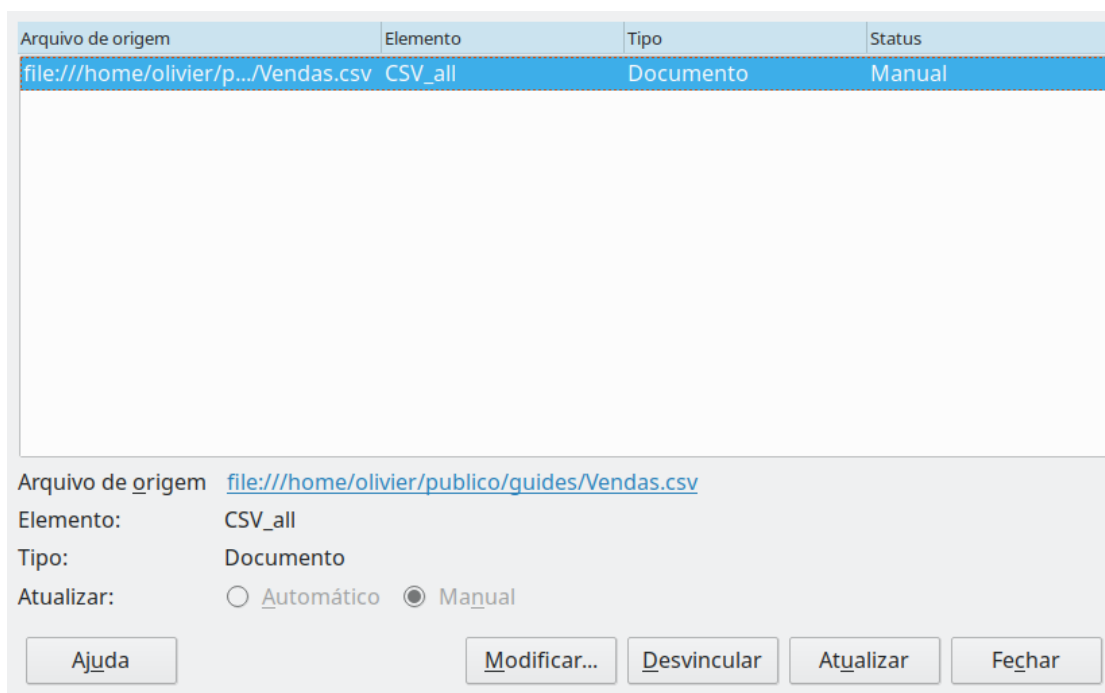 Arquivo de origem Elemento Tipo Status
file:///home/olivier/p.../Vendas.csv CSV_all Documento Manual
Arquivo de origem file:///home/olivier/publico/guides/Vendas.csv
Elemento: CSV_all
Tipo: Documento
Atualizar: Automático Manual
Ajuda Modificar... Desvincular Atualizar Fechar